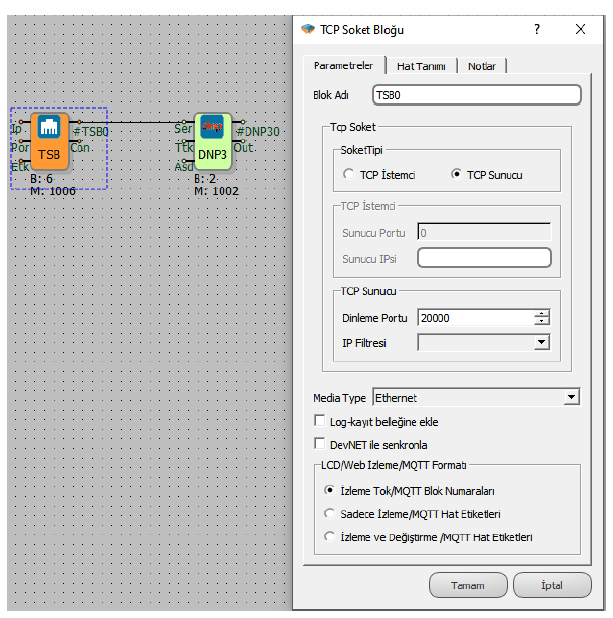 Ip
#TSB0
Por
Con
Etk
TSB
B: 6
M: 1006
Ser
#DNP30
Ttk
Out
Asd
DNP3
B: 2
M: 1002
TCP Soket Bloğu
?
X
Parametreler
Hat Tanımı
Notlar
Blok Adı
TSB0
Tcp Soket
SoketTipi
TCP İstemci
TCP Sunucu
TCP İstemci
Sunucu Portu
0
Sunucu IPsi
TCP Sunucu
Dinleme Portu
20000
IP Filtresi
Media Type
Ethernet
Log-kayıt belleğine ekle
DevNET ile senkronla
LCD/Web İzleme/MQTT Formatı
İzleme Tok/MQTT Blok Numaraları
Sadece İzleme/MQTT Hat Etiketleri
İzleme ve Değiştirme /MQTT Hat Etiketleri
Tamam
İptal